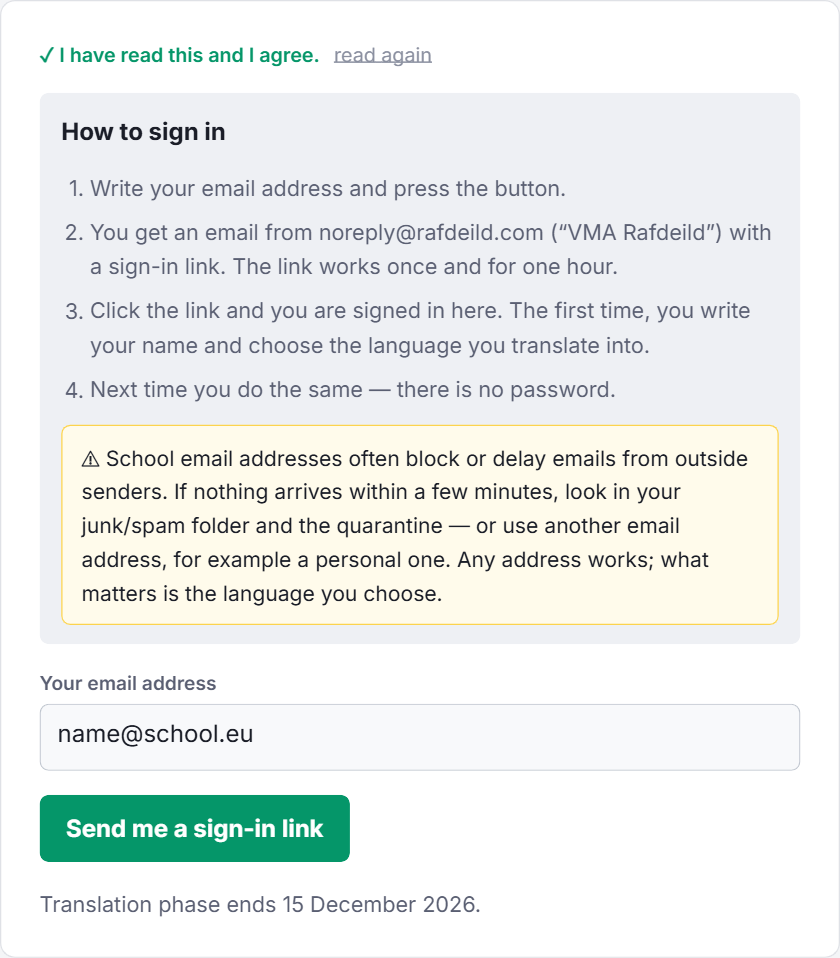 ✓ I have read this and I agree. read again
How to sign in
1. Write your email address and press the button.
2. You get an email from noreply@rafdeild.com (“VMA Rafdeild”) with
a sign-in link. The link works once and for one hour.
3. Click the link and you are signed in here. The first time, you write
your name and choose the language you translate into.
4. Next time you do the same — there is no password.
⚠ School email addresses often block or delay emails from outside
senders. If nothing arrives within a few minutes, look in your
junk/spam folder and the quarantine — or use another email
address, for example a personal one. Any address works; what
matters is the language you choose.
Your email address
name@school.eu
Send me a sign-in link
Translation phase ends 15 December 2026.